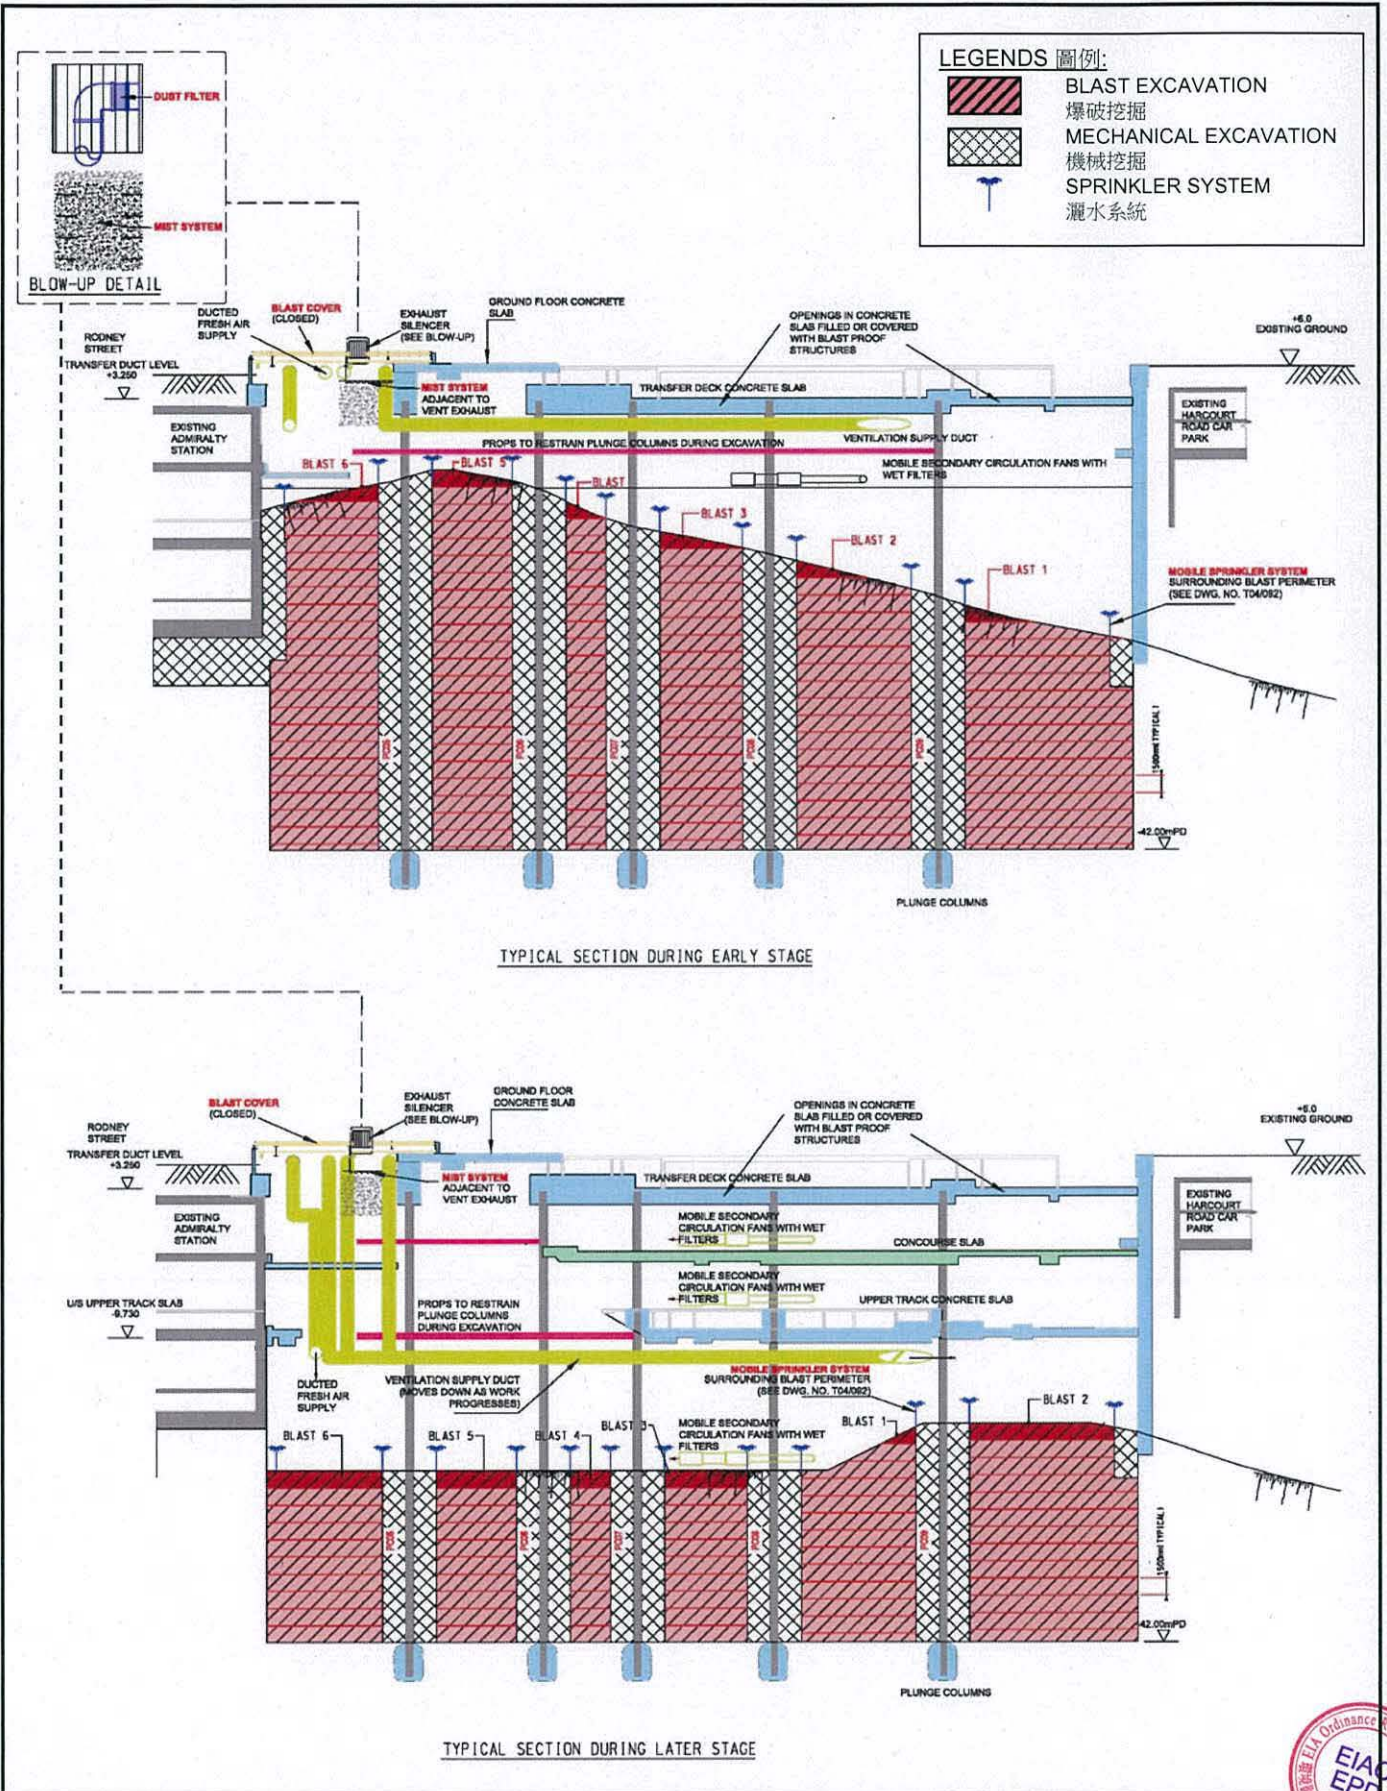 LEGENDS 圖例:
BLAST EXCAVATION
爆破挖掘
MECHANICAL EXCAVATION
機械挖掘
SPRINKLER SYSTEM
灑水系統
DUST FILTER
MIST SYSTEM
BLOW-UP DETAIL
RODNEY
STREET
TRANSFER DUCT LEVEL
+3.250
DUCTED
FRESH AIR
SUPPLY
BLAST COVER
(CLOSED)
EXHAUST
SILENCER
(SEE BLOW-UP)
GROUND FLOOR CONCRETE
SLAB
OPENINGS IN CONCRETE
SLAB FILLED OR COVERED
WITH BLAST PROOF
STRUCTURES
+6.0
EXISTING GROUND
MIST SYSTEM
ADJACENT TO
VENT EXHAUST
TRANSFER DECK CONCRETE SLAB
EXISTING
ADMIRALTY
STATION
EXISTING
HARCOURT
ROAD CAR
PARK
PROPS TO RESTRAIN PLUNGE COLUMNS DURING EXCAVATION
VENTILATION SUPPLY DUCT
MOBILE SECONDARY CIRCULATION FANS WITH
WET FILTERS
BLAST 6
BLAST 5
BLAST
BLAST 3
BLAST 2
BLAST 1
MOBILE SPRINKLER SYSTEM
SURROUNDING BLAST PERIMETER
(SEE DWG. NO. T04/092)
1500mm(TYPICAL)
-42.00mPD
PLUNGE COLUMNS
TYPICAL SECTION DURING EARLY STAGE
RODNEY
STREET
TRANSFER DUCT LEVEL
+3.250
BLAST COVER
(CLOSED)
EXHAUST
SILENCER
(SEE BLOW-UP)
GROUND FLOOR
CONCRETE SLAB
OPENINGS IN CONCRETE
SLAB FILLED OR COVERED
WITH BLAST PROOF
STRUCTURES
EXISTING GROUND
MIST SYSTEM
ADJACENT TO
VENT EXHAUST
TRANSFER DECK CONCRETE SLAB
EXISTING
ADMIRALTY
STATION
EXISTING
HARCOURT
ROAD CAR
PARK
MOBILE SECONDARY
CIRCULATION FANS WITH WET
FILTERS
CONCOURSE SLAB
MOBILE SECONDARY
CIRCULATION FANS WITH WET
FILTERS
UPPER TRACK CONCRETE SLAB
U/S UPPER TRACK SLAB
-9.730
PROPS TO RESTRAIN
PLUNGE COLUMNS
DURING EXCAVATION
DUCTED
FRESH AIR
SUPPLY
VENTILATION SUPPLY DUCT
(MOVES DOWN AS WORK
PROGRESSES)
MOBILE SPRINKLER SYSTEM
SURROUNDING BLAST PERIMETER
(SEE DWG. NO. T04/092)
MOBILE SECONDARY
CIRCULATION FANS WITH WET
FILTERS
BLAST 6
BLAST 5
BLAST 4
BLAST 3
BLAST 1
BLAST 2
1500mm(TYPICAL)
-42.00mPD
PLUNGE COLUMNS
TYPICAL SECTION DURING LATER STAGE
EIA Ordinance